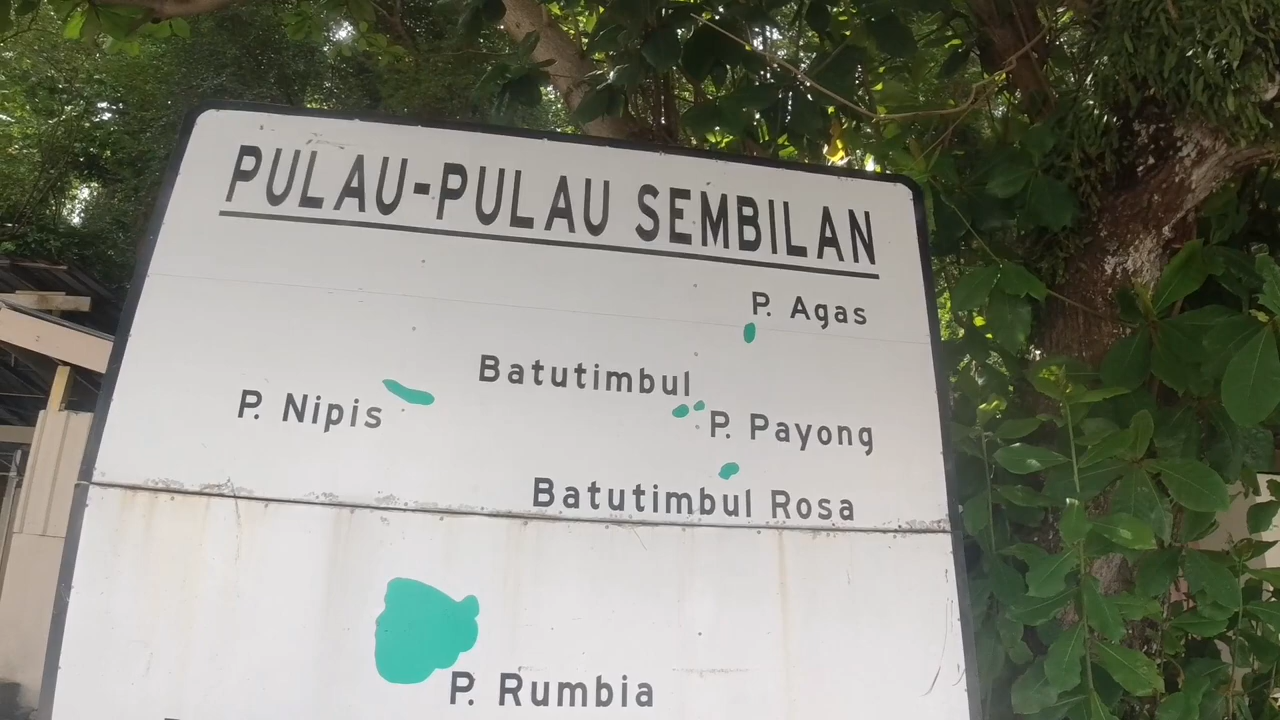 PULAU-PULAU SEMBILAN
P. Agas
Batutimbul
P. Nipis
P. Payong
Batutimbul Rosa
P. Rumbia